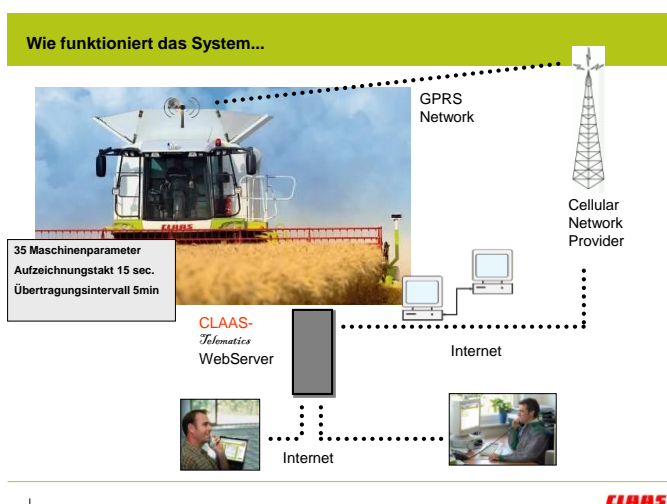 Wie funktioniert das System...
GPRS
Network
CLAAS
Cellular
Network
Provider
35 Maschinenparameter
Aufzeichnungstakt 15 sec.
Übertragungsintervall 5min
CLAAS-
Telematics
WebServer
Internet
Internet
CLAAS